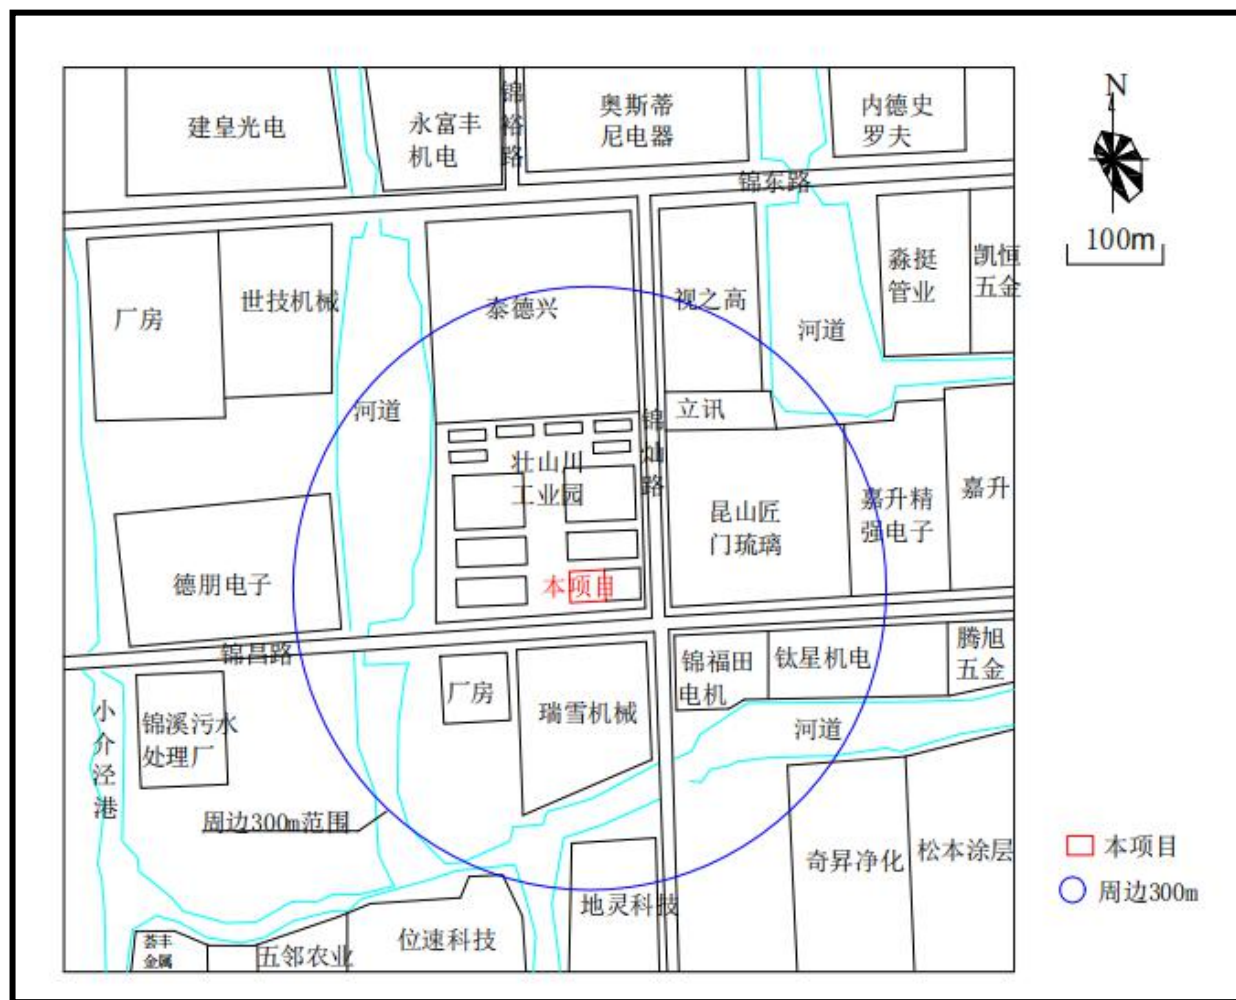 建皇光电
永富丰
机电
锦裕路
奥斯蒂
尼电器
内德史
罗夫
N
锦东路
100m
厂房
世技机械
泰德兴
视之高
河道
淼挺
管业
凯恒
五金
河道
立讯
锦灿路
壮山川
工业园
昆山匠
门琉璃
嘉升精
强电子
嘉升
德朋电子
本项目
锦昌路
锦福田
电机
钛星机电
腾旭
五金
小介泾港
锦溪污水
处理厂
厂房
瑞雪机械
河道
周边300m范围
奇昇净化
松本涂层
本项目
周边300m
地灵科技
荟丰
金属
五邻农业
位速科技